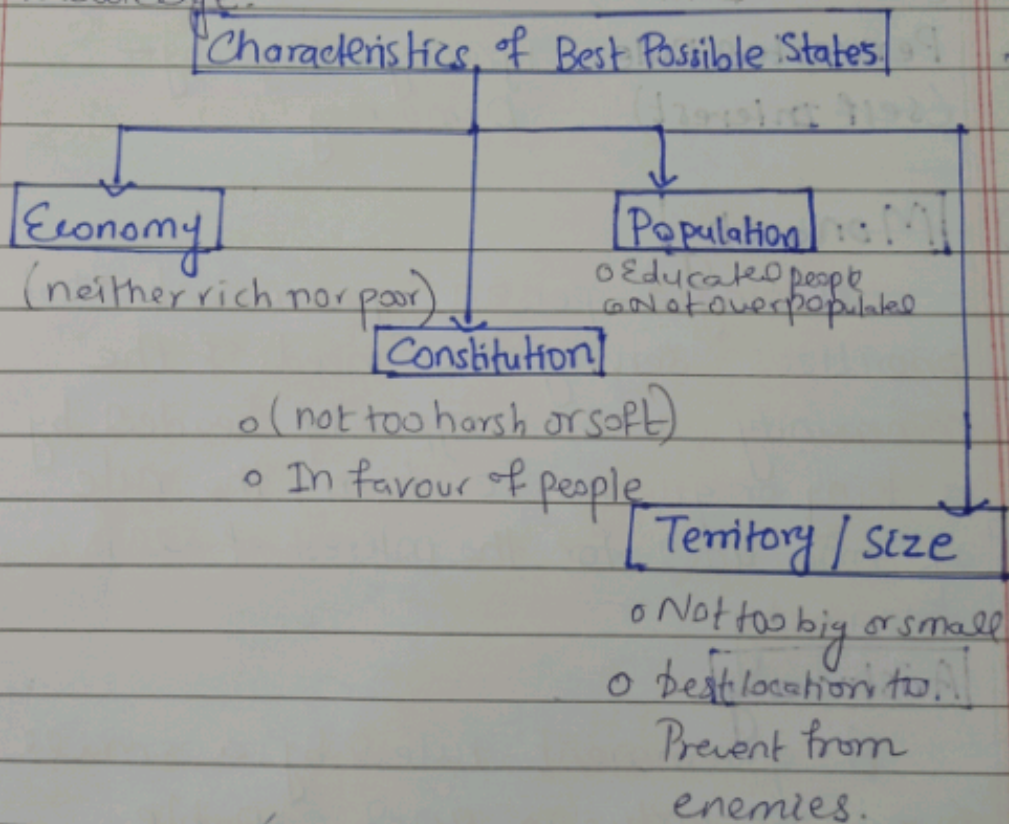 Characteristics of Best Possible States
Economy
(neither rich nor poor)
Population
o Educated people
o Not overpopulated
Constitution
o (not too harsh or soft)
o In favour of people
Territory / Size
o Not too big or small
o best location to.
Prevent from
enemies.